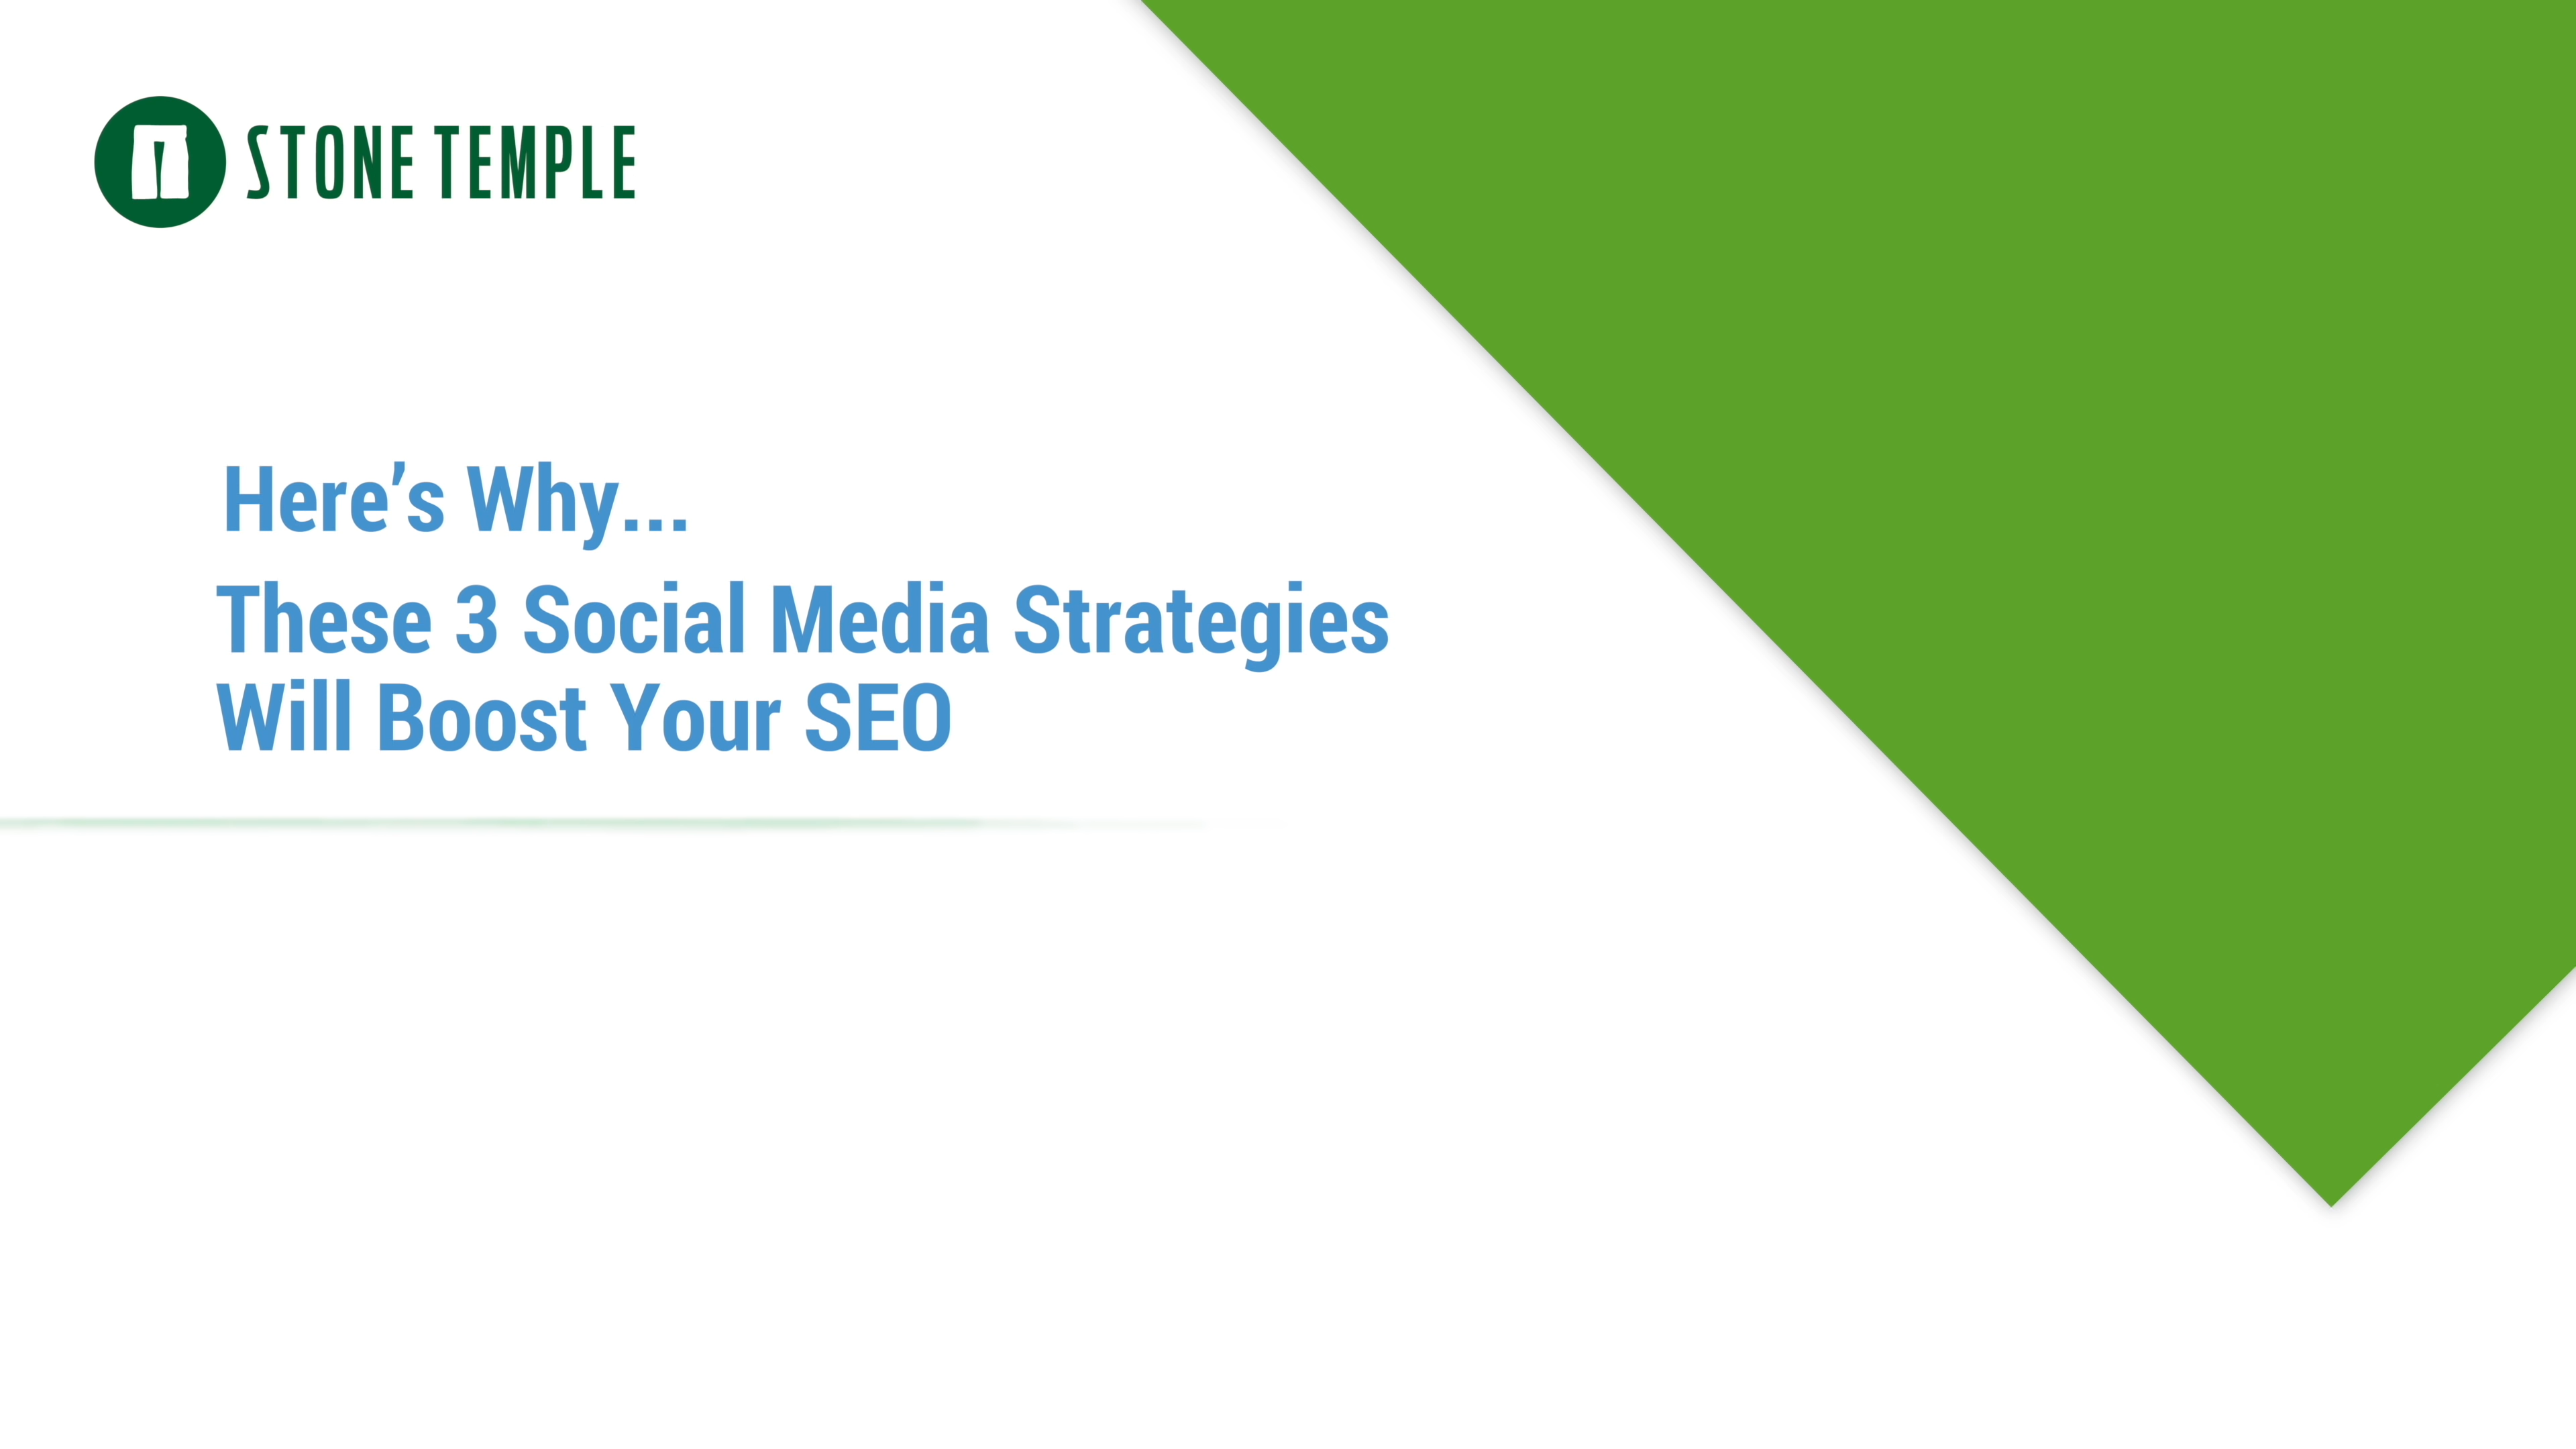 STONE TEMPLE
Here’s Why...
These 3 Social Media Strategies
Will Boost Your SEO